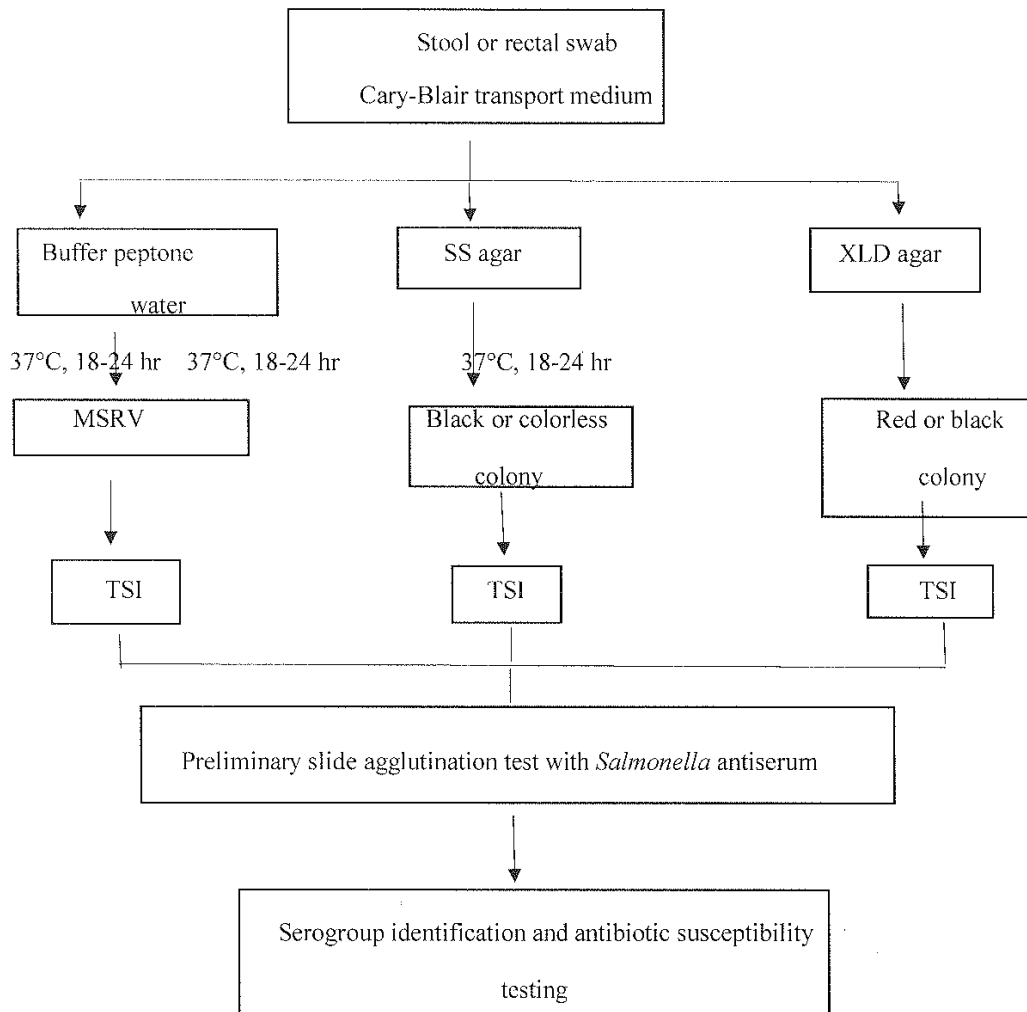 Stool or rectal swab
Cary-Blair transport medium
Buffer peptone
water
SS agar
XLD agar
37°C, 18-24 hr
37°C, 18-24 hr
37°C, 18-24 hr
MSRV
Black or colorless
colony
Red or black
colony
TSI
TSI
TSI
Preliminary slide agglutination test with Salmonella antiserum
Serogroup identification and antibiotic susceptibility
testing